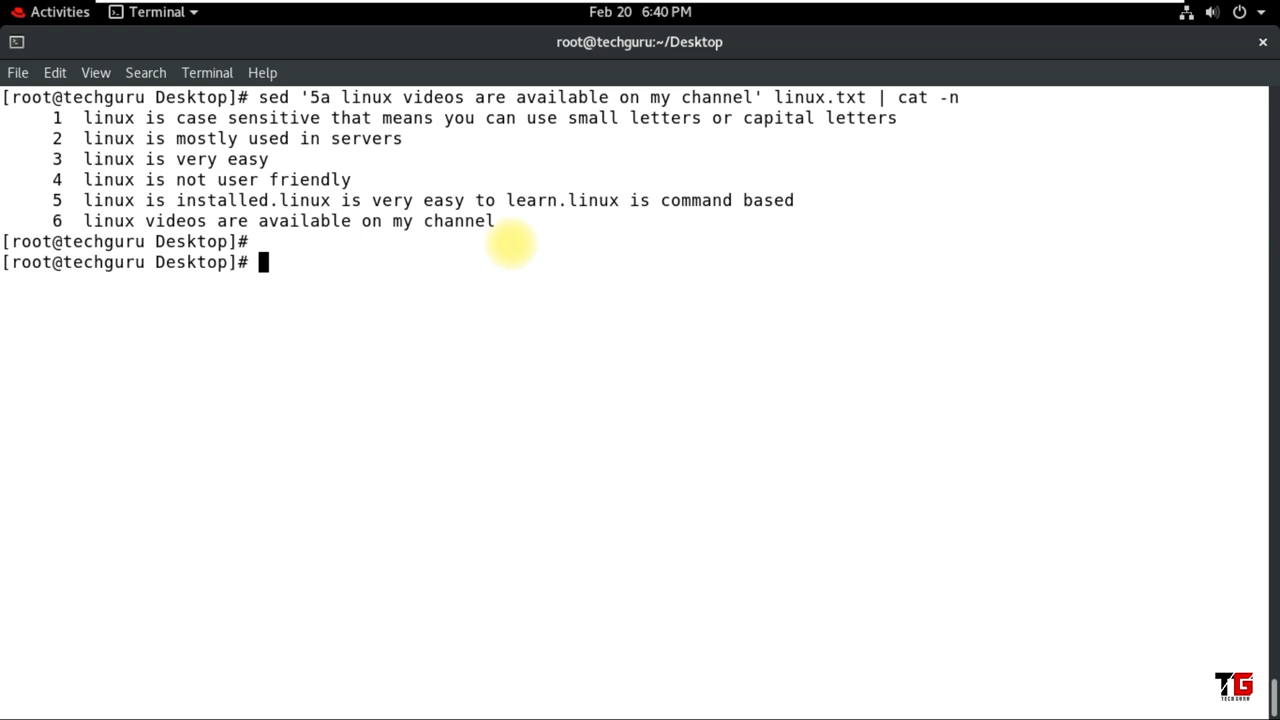 Activities Terminal Feb 20 6:40 PM
root@techguru:~/Desktop ×
File Edit View Search Terminal Help
[root@techguru Desktop]# sed '5a linux videos are available on my channel' linux.txt | cat -n
1 linux is case sensitive that means you can use small letters or capital letters
2 linux is mostly used in servers
3 linux is very easy
4 linux is not user friendly
5 linux is installed.linux is very easy to learn.linux is command based
6 linux videos are available on my channel
[root@techguru Desktop]#
[root@techguru Desktop]#
TG
TECH GURU